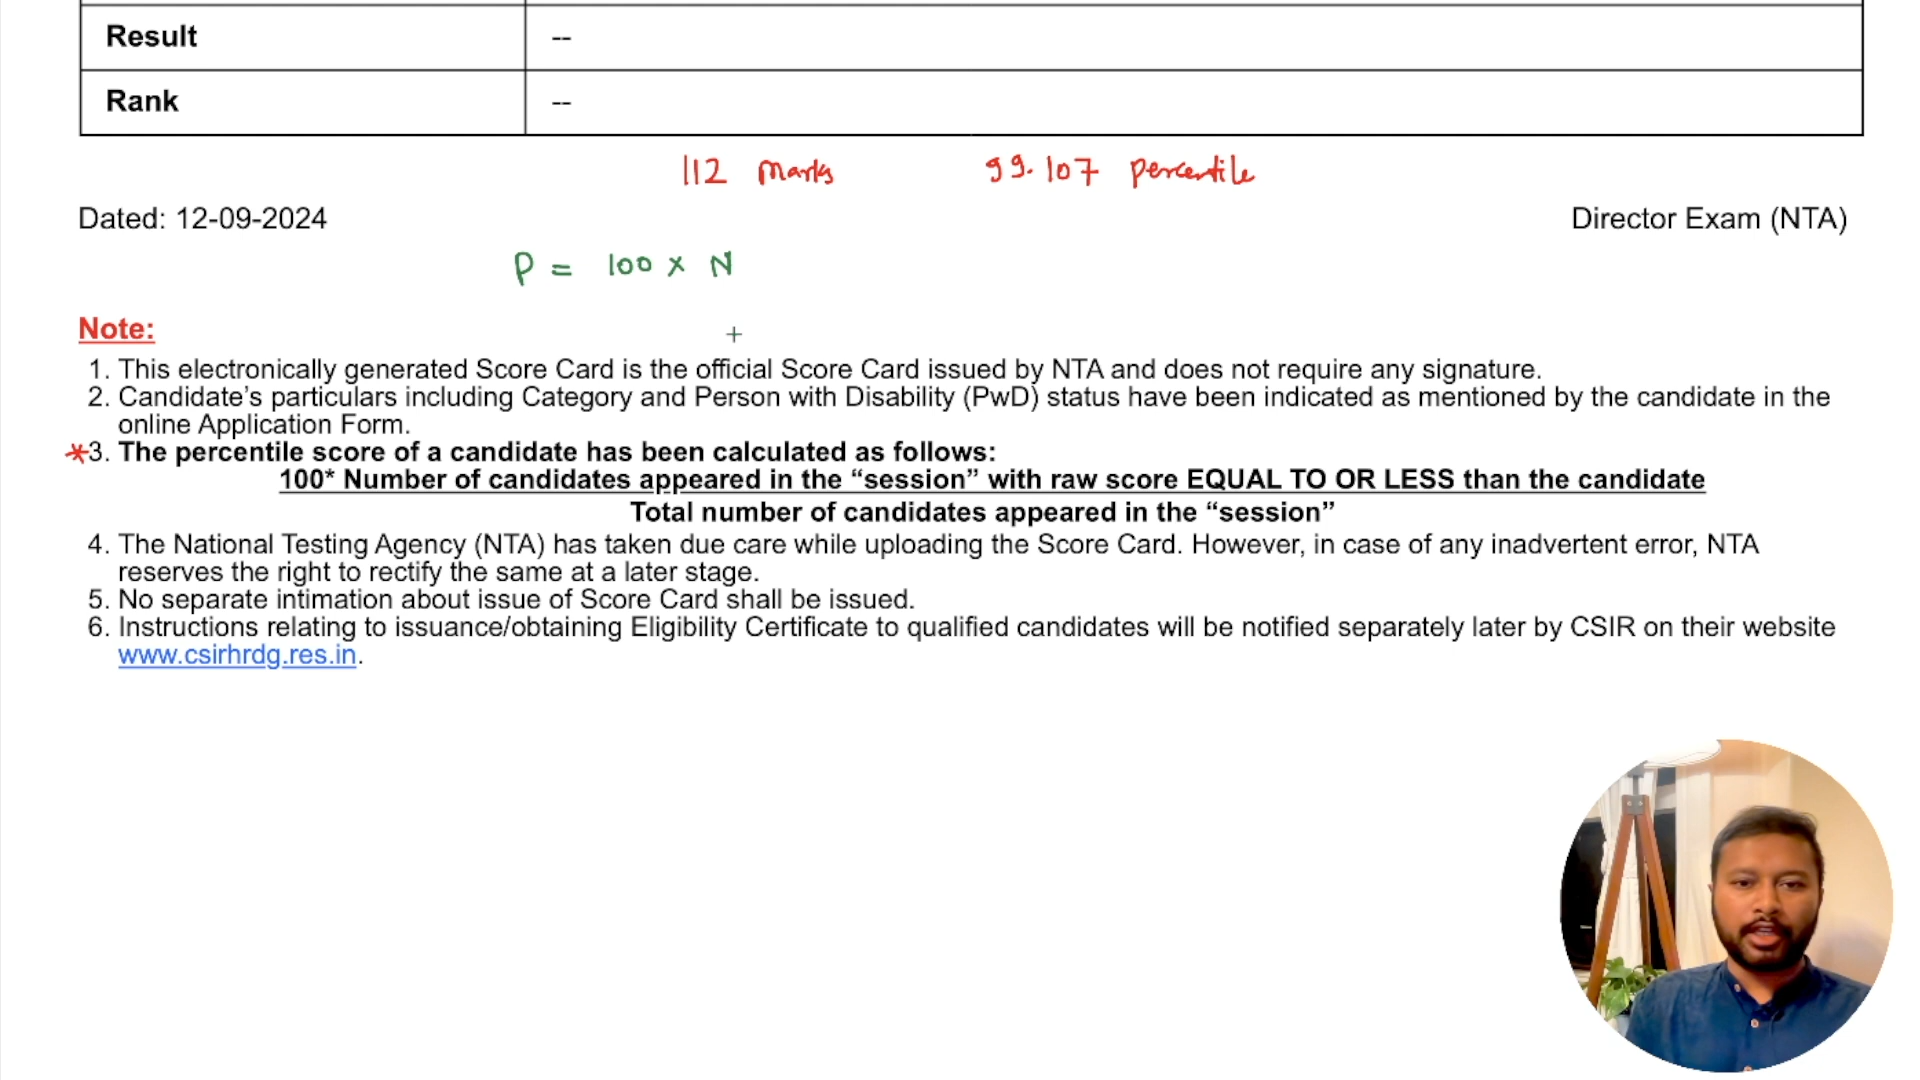 Result --
Rank --
112 marks 99.107 percentile
Dated: 12-09-2024 Director Exam (NTA)
P = 100 x N
Note:
1. This electronically generated Score Card is the official Score Card issued by NTA and does not require any signature.
2. Candidate's particulars including Category and Person with Disability (PwD) status have been indicated as mentioned by the candidate in the
online Application Form.
*3. The percentile score of a candidate has been calculated as follows:
100* Number of candidates appeared in the “session” with raw score EQUAL TO OR LESS than the candidate
Total number of candidates appeared in the “session”
4. The National Testing Agency (NTA) has taken due care while uploading the Score Card. However, in case of any inadvertent error, NTA
reserves the right to rectify the same at a later stage.
5. No separate intimation about issue of Score Card shall be issued.
6. Instructions relating to issuance/obtaining Eligibility Certificate to qualified candidates will be notified separately later by CSIR on their website
www.csirhrdg.res.in.